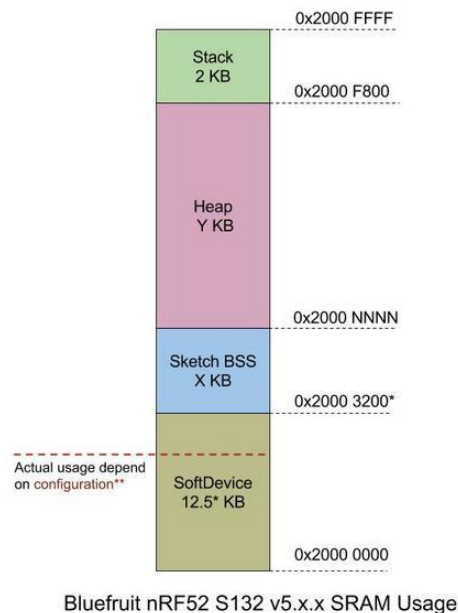 0x2000 FFFF
Stack
2 KB
0x2000 F800
Heap
Y KB
0x2000 NNNN
Sketch BSS
X KB
0x2000 3200*
Actual usage depend
on configuration**
SoftDevice
12.5* KB
0x2000 0000
Bluefruit nRF52 S132 v5.x.x SRAM Usage